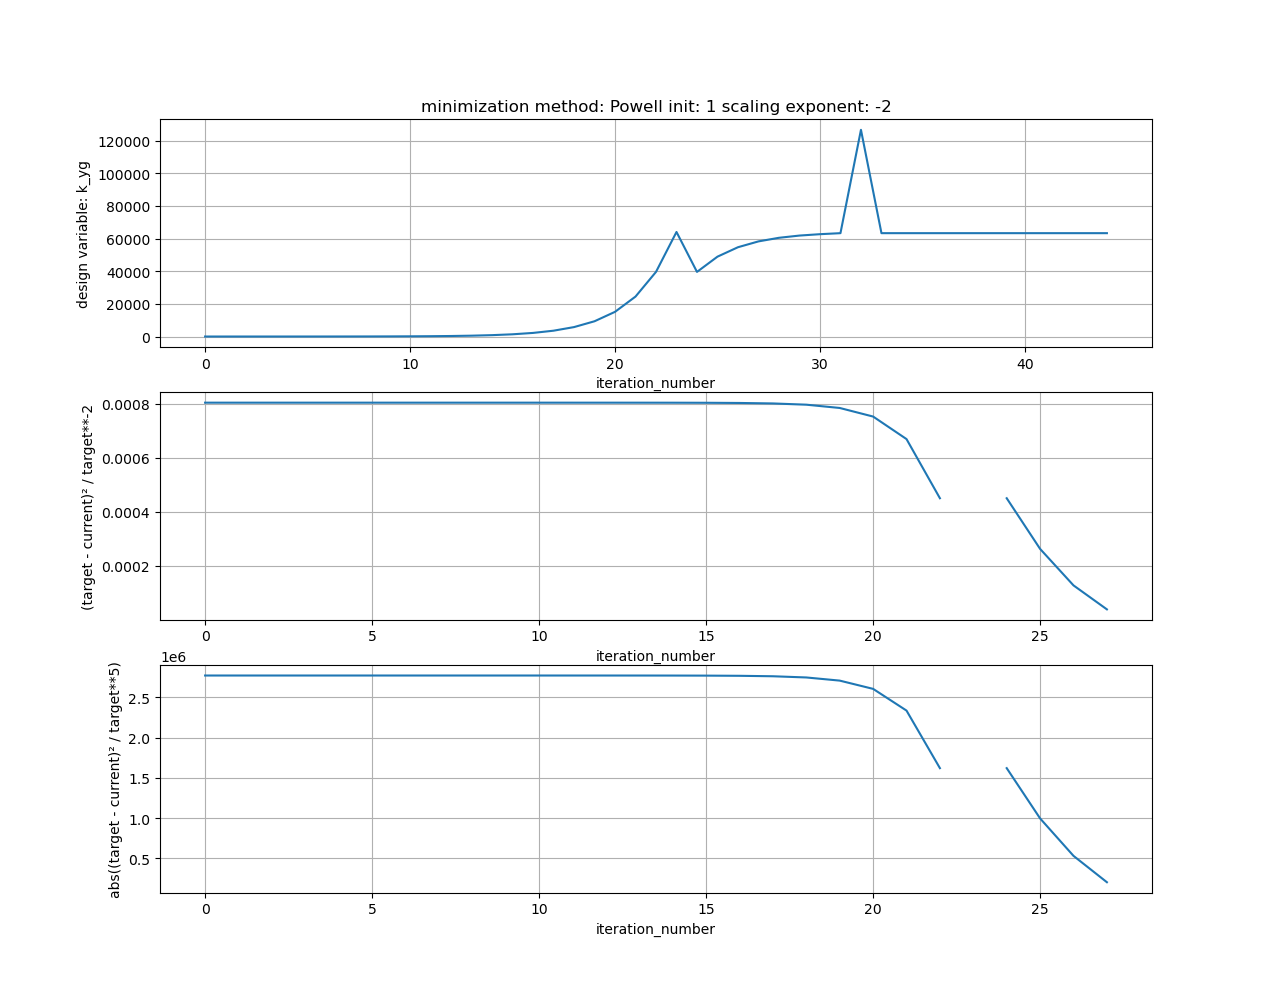 minimization method: Powell init: 1 scaling exponent: -2
design variable: k_yg
120000
100000
80000
60000
40000
20000
0
0 10 20 30 40
iteration_number
(target - current)² / target**-2
0.0008
0.0006
0.0004
0.0002
0 5 10 15 20 25
iteration_number
1e6
abs((target - current)² / target**5)
2.5
2.0
1.5
1.0
0.5
0 5 10 15 20 25
iteration_number